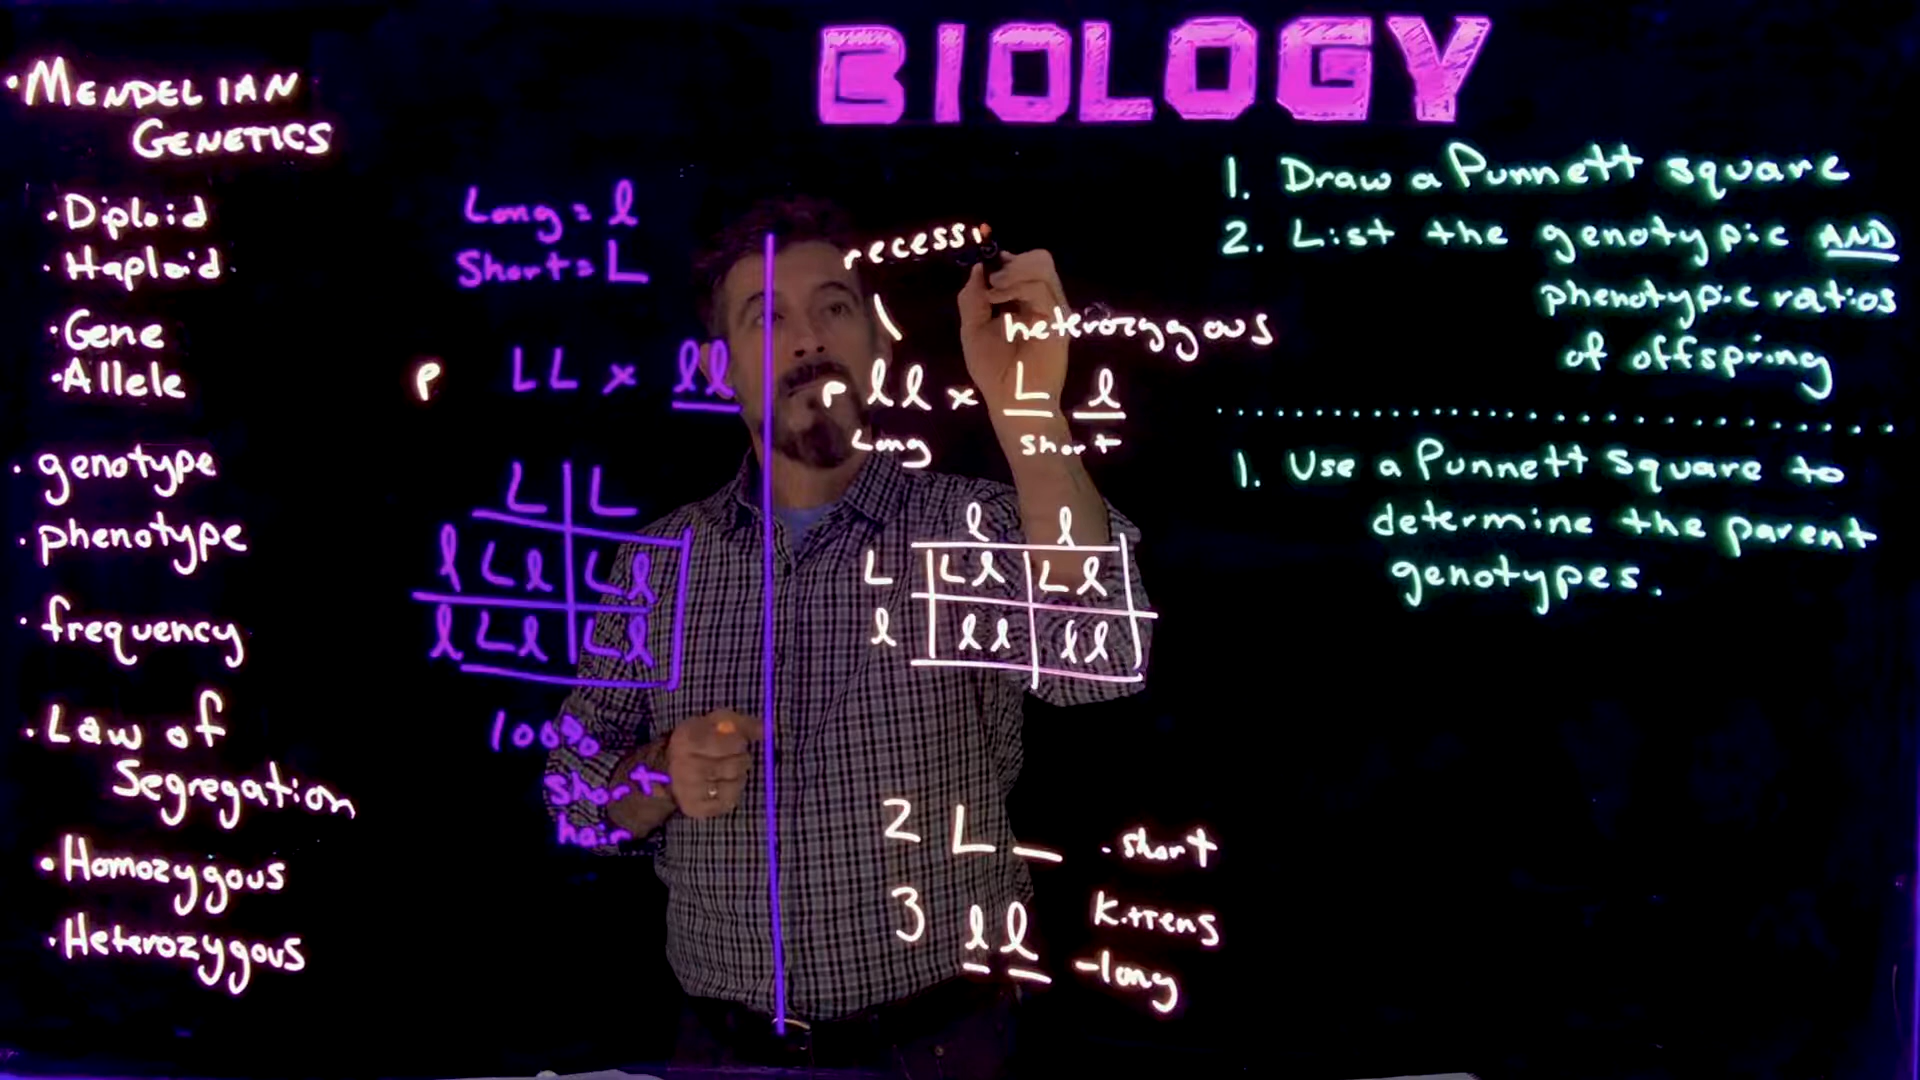 BIOLOGY
• MENDELIAN
GENETICS
• Diploid
• Haploid
• Gene
• Allele
• genotype
• phenotype
• frequency
• Law of
Segregation
• Homozygous
• Heterozygous
Long = l
Short = L
P LL x ll
L L
l Ll Ll
l Ll Ll
100%
short
hair
recessi
heterozygous
P ll x L l
Long short
l l
L Ll Ll
l ll ll
2 L _ - short
Kittens
3 ll - long
1. Draw a Punnett square
2. List the genotypic AND
phenotypic ratios
of offspring
1. Use a Punnett Square to
determine the parent
genotypes.